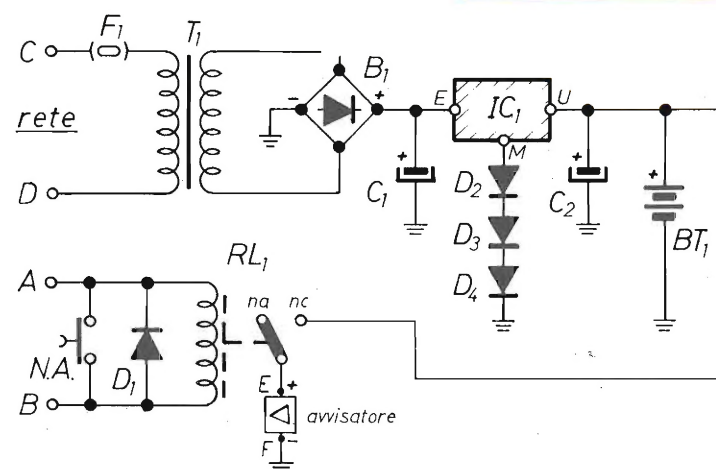 C
F1
T1
B1
- +
E IC1 U
M
rete
D
+ C1
D2
D3
D4
+ C2
+ BT1
A
RL1
na nc
N.A.
D1
B
E +
avvisatore
F -